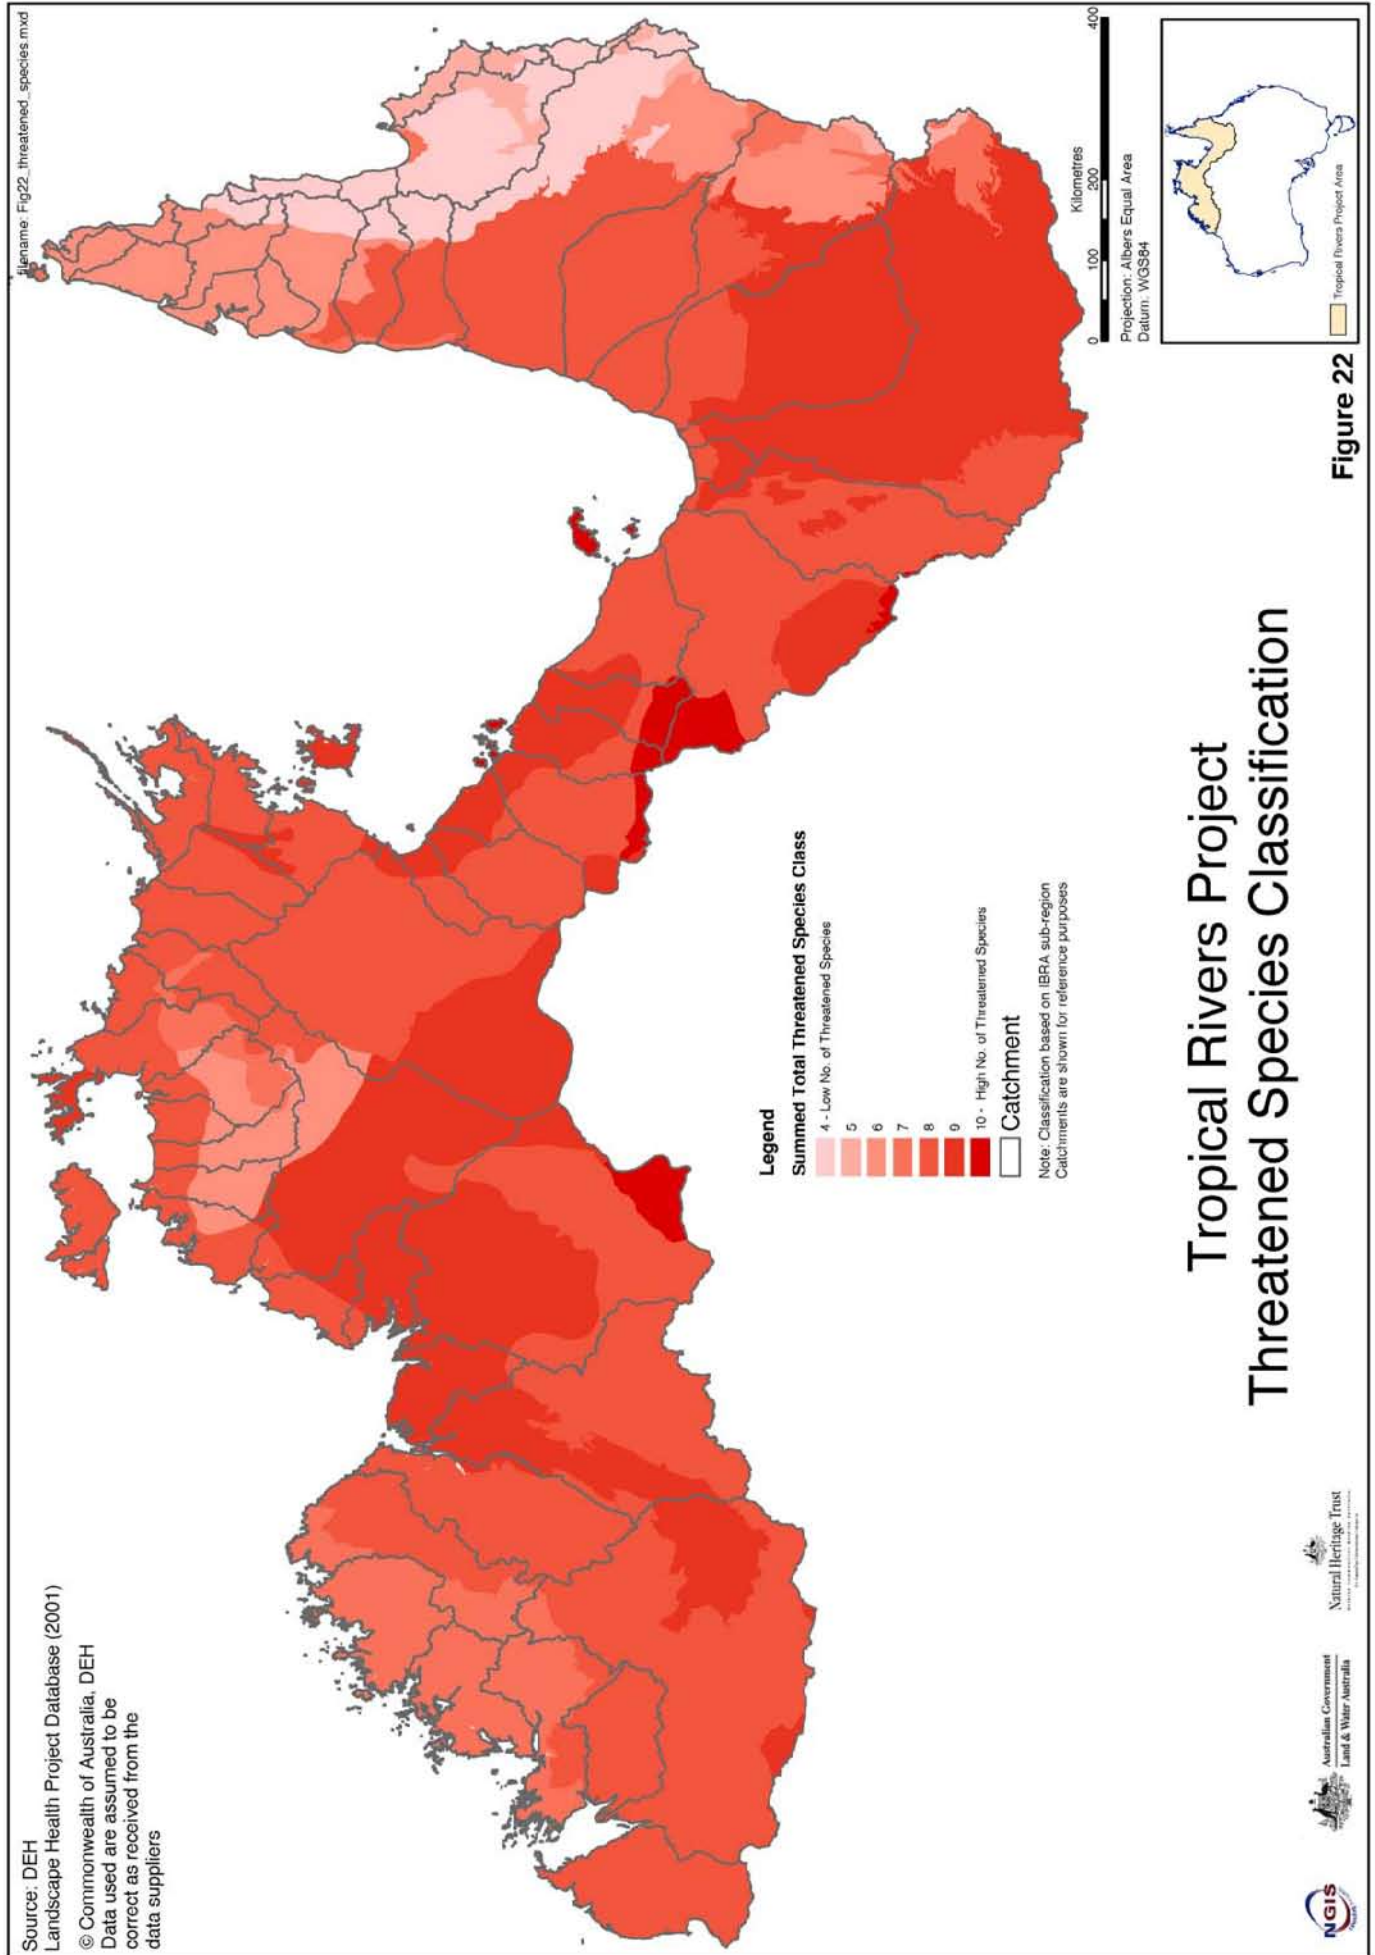 filename: Fig22_threatened_species.mxd
Source: DEH
Landscape Health Project Database (2001)
© Commonwealth of Australia, DEH
Data used are assumed to be
correct as received from the
data suppliers
Legend
Summed Total Threatened Species Class
4 - Low No. of Threatened Species
5
6
7
8
9
10 - High No. of Threatened Species
Catchment
Note: Classification based on IBRA sub-region
Catchments are shown for reference purposes
0 100 200 400
Kilometres
Projection: Albers Equal Area
Datum: WGS84
Tropical Rivers Project Area
Tropical Rivers Project
Threatened Species Classification
Figure 22
NGIS
Australian Government
Land & Water Australia
Natural Heritage Trust